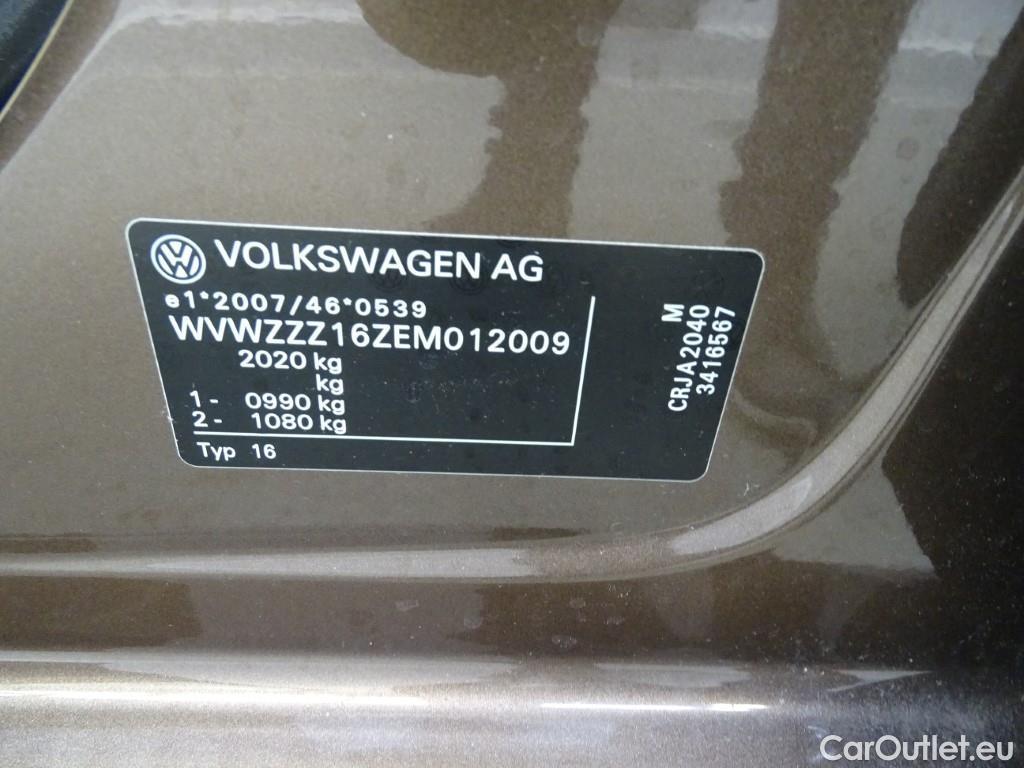 VOLKSWAGEN AG
e1*2007/46*0539
WVWZZZ16ZEM012009
2020 kg
kg
1- 0990 kg
2- 1080 kg
Typ 16
M
CRJA2040
3416567
CarOutlet.eu